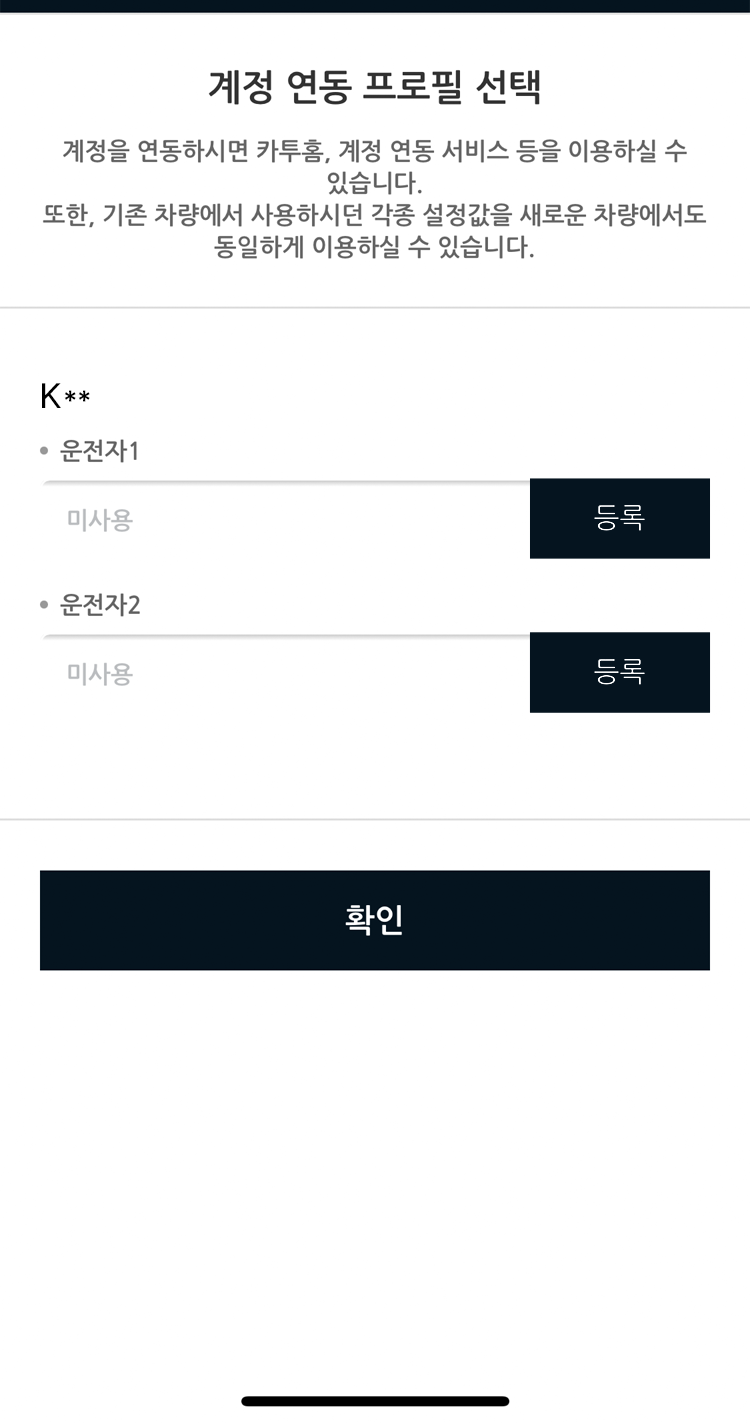 계정 연동 프로필 선택
계정을 연동하시면 카투홈, 계정 연동 서비스 등을 이용하실 수
있습니다.
또한, 기존 차량에서 사용하시던 각종 설정값을 새로운 차량에서도
동일하게 이용하실 수 있습니다.
K**
• 운전자1
미사용
등록
• 운전자2
미사용
등록
확인